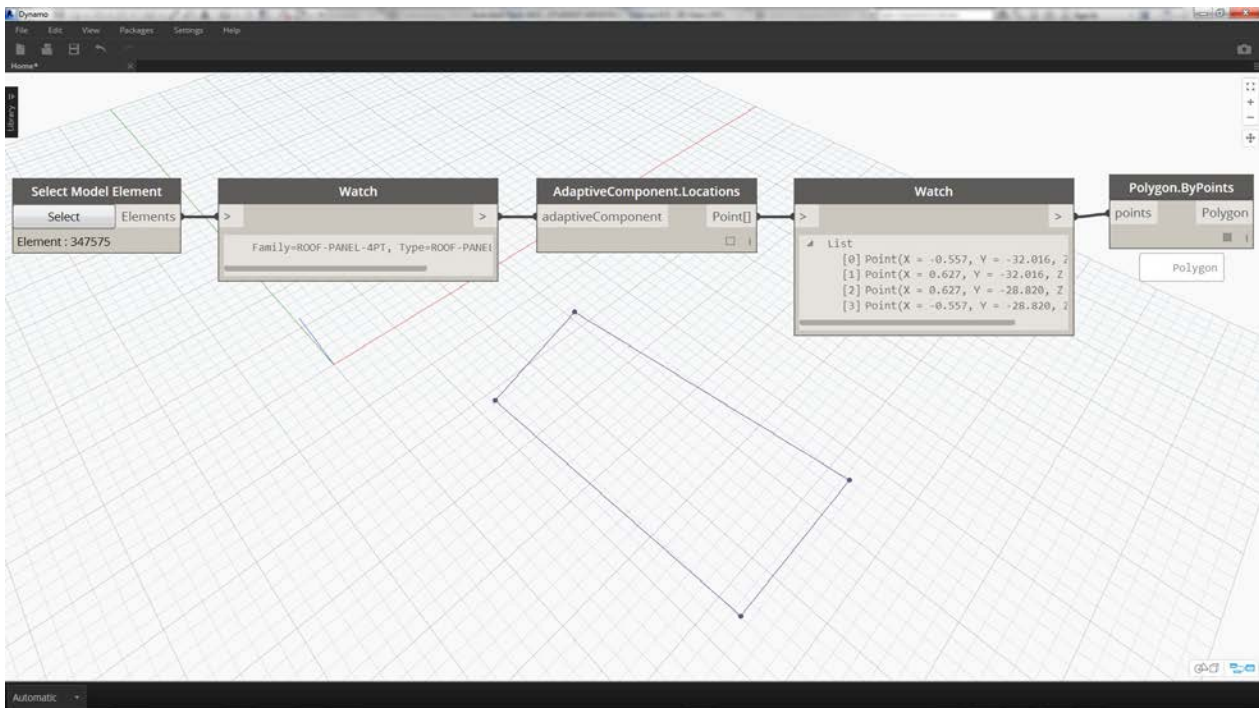 Dynamo
File Edit View Packages Settings Help
Home*
Library
Select Model Element
Select Elements
Element : 347575
Watch
> >
Family=ROOF-PANEL-4PT, Type=ROOF-PANEL
AdaptiveComponent.Locations
adaptiveComponent Point[]
Watch
> >
List
[0] Point(X = -0.557, Y = -32.016, Z
[1] Point(X = 0.627, Y = -32.016, Z
[2] Point(X = 0.627, Y = -28.820, Z
[3] Point(X = -0.557, Y = -28.820, Z
Polygon.ByPoints
points Polygon
Polygon
Automatic